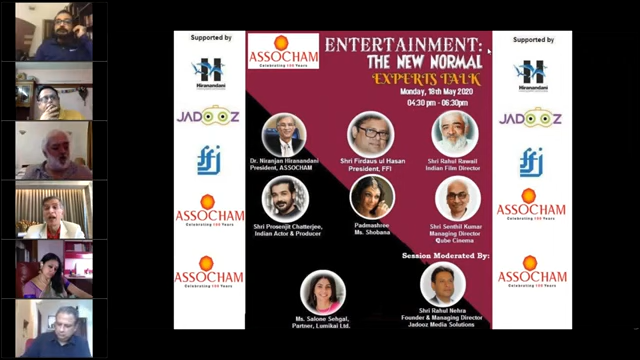 Supported by
Hiranandani
JADOOZ
ASSOCHAM
Celebrating 100 Years
ASSOCHAM
Celebrating 100 Years
ASSOCHAM
Celebrating 100 Years
ENTERTAINMENT:
THE NEW NORMAL
EXPERTS TALK
Monday, 18th May 2020
04:30 pm - 06:30pm
Dr. Niranjan Hiranandani
President, ASSOCHAM
Shri Firdaus ul Hasan
President, FFI
Shri Rahul Rawail
Indian Film Director
Shri Prosenjit Chatterjee,
Indian Actor & Producer
Padmashree
Ms. Shobana
Shri Senthil Kumar
Managing Director
Qube Cinema
Session Moderated By:
Ms. Salone Sehgal,
Partner, Lumikai Ltd.
Shri Rahul Nehra
Founder & Managing Director
Jadooz Media Solutions
Supported by
Hiranandani
JADOOZ
ASSOCHAM
Celebrating 100 Years
ASSOCHAM
Celebrating 100 Years